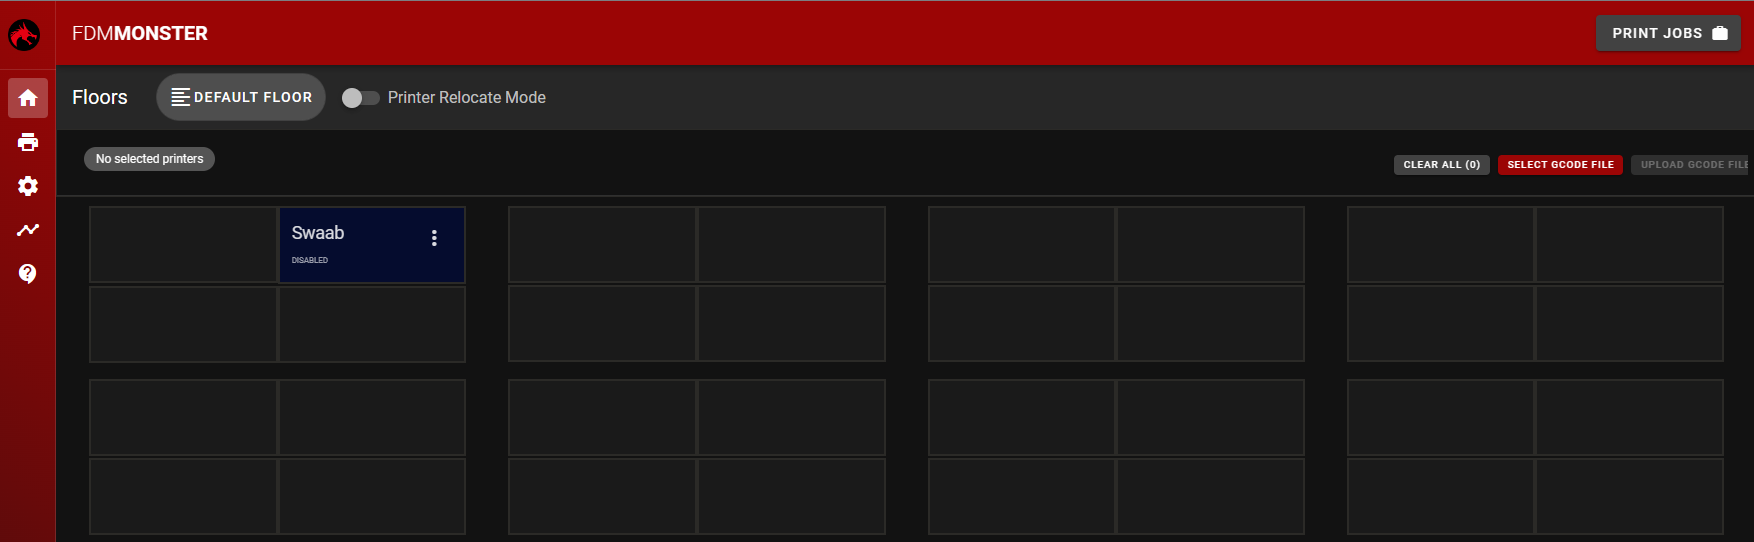 FDMMONSTER
PRINT JOBS
Floors
DEFAULT FLOOR
Printer Relocate Mode
No selected printers
CLEAR ALL (0)
SELECT GCODE FILE
UPLOAD GCODE FILE
Swaab
DISABLED